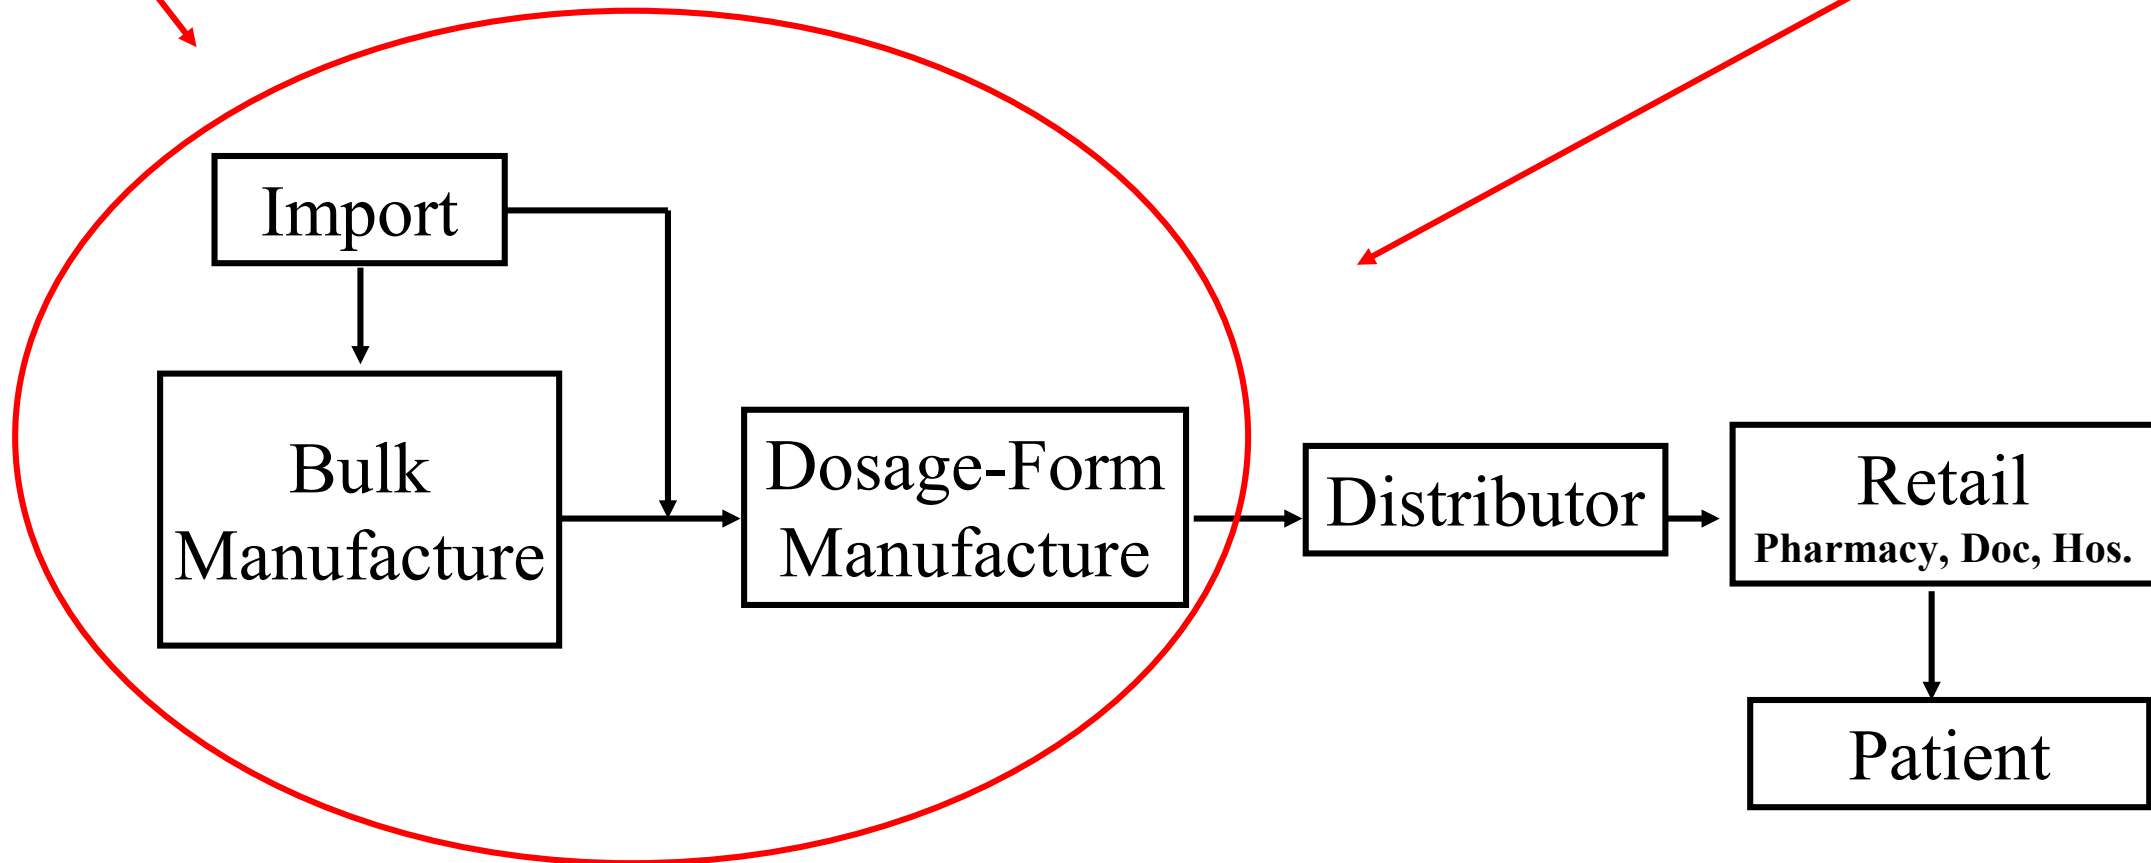 Import
Bulk
Manufacture
Dosage-Form
Manufacture
Distributor
Retail
Pharmacy, Doc, Hos.
Patient